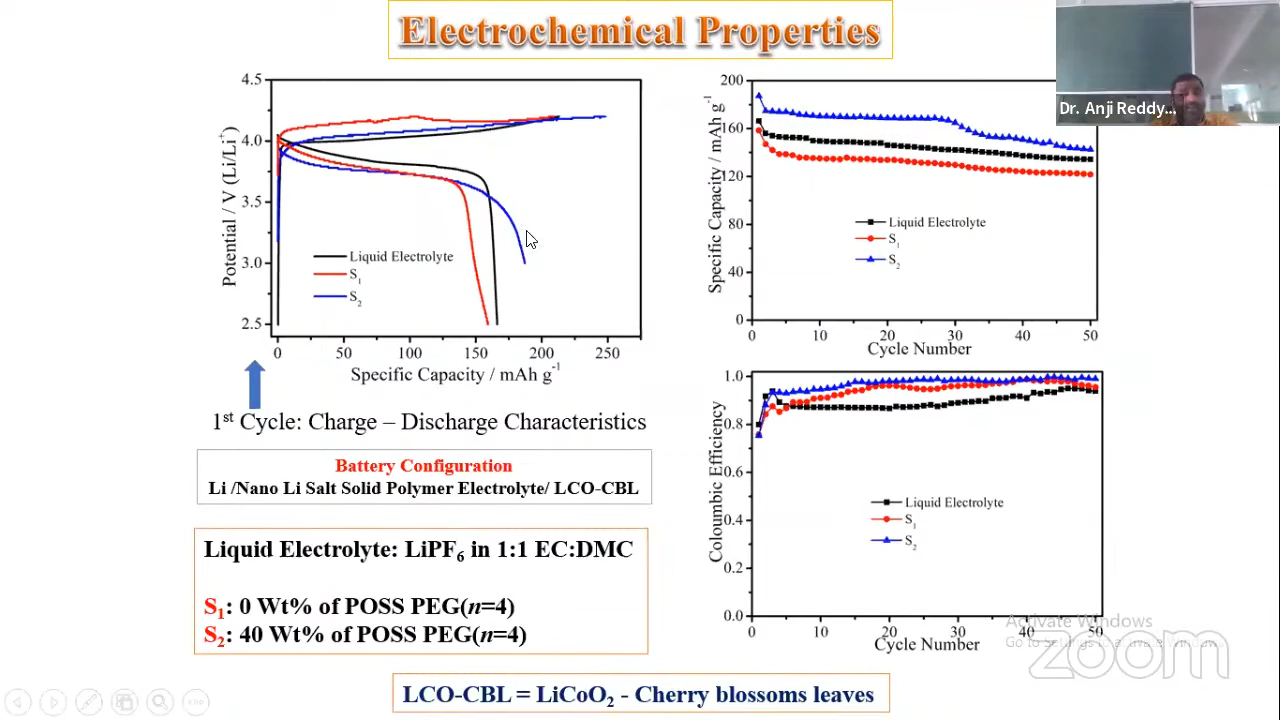 Electrochemical Properties
Dr. Anji Reddy...
4.5
4.0
3.5
3.0
2.5
Potential / V (Li/Li⁺)
Liquid Electrolyte
S₁
S₂
0 50 100 150 200 250
Specific Capacity / mAh g⁻¹
1st Cycle: Charge – Discharge Characteristics
Battery Configuration
Li /Nano Li Salt Solid Polymer Electrolyte/ LCO-CBL
Liquid Electrolyte: LiPF₆ in 1:1 EC:DMC
S₁: 0 Wt% of POSS PEG(n=4)
S₂: 40 Wt% of POSS PEG(n=4)
200
160
120
80
40
0
Specific Capacity / mAh g⁻¹
Liquid Electrolyte
S₁
S₂
0 10 20 30 40 50
Cycle Number
1.0
0.8
0.6
0.4
0.2
0.0
Coloumbic Efficiency
Liquid Electrolyte
S₁
S₂
0 10 20 30 40 50
Cycle Number
Activate Windows
Go to Settings to activate Windows.
zoom
LCO-CBL = LiCoO₂ - Cherry blossoms leaves
END